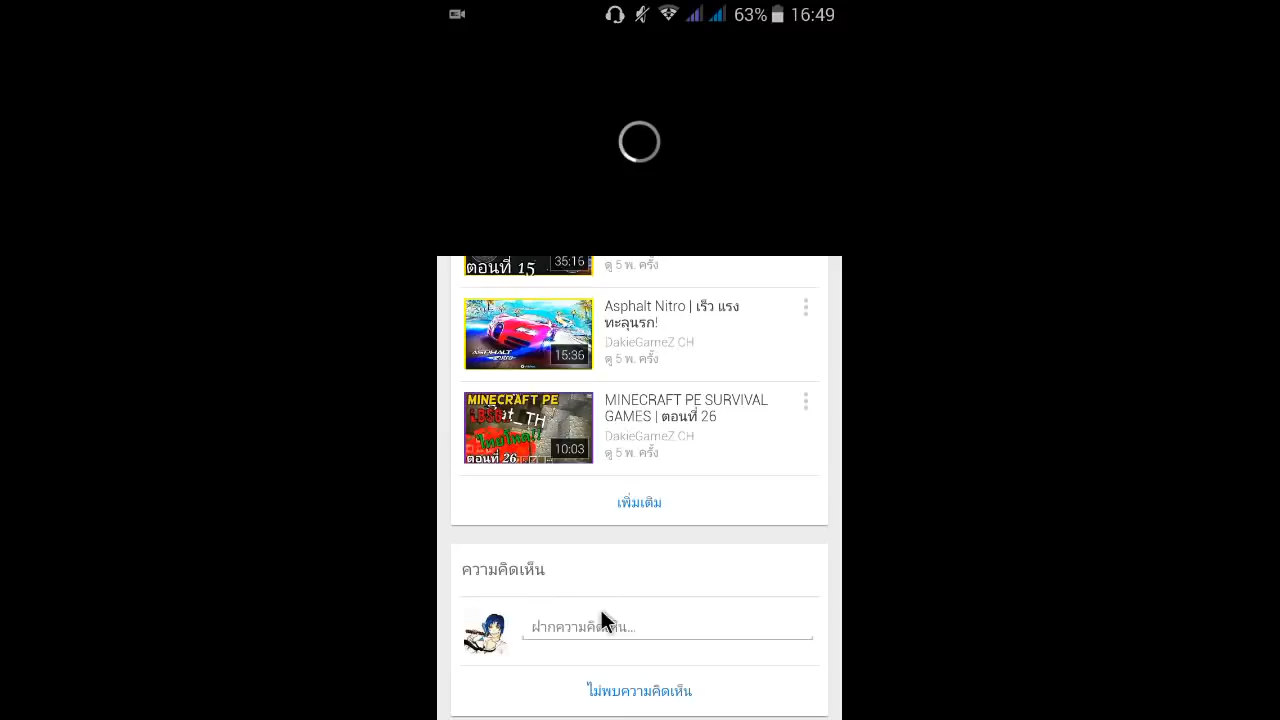 63% 16:49
ตอนที่ 15
35:16
ดู 5 พ. ครั้ง
Asphalt Nitro | เร็ว แรง
ทะลุนรก!
DakieGameZ CH
ดู 5 พ. ครั้ง
ASPHALT
15:36
MINECRAFT PE SURVIVAL
GAMES | ตอนที่ 26
DakieGameZ CH
ดู 5 พ. ครั้ง
MINECRAFT PE
TH
ตอนที่ 26
10:03
เพิ่มเติม
ความคิดเห็น
ฝากความคิดเห็น...
ไม่พบความคิดเห็น